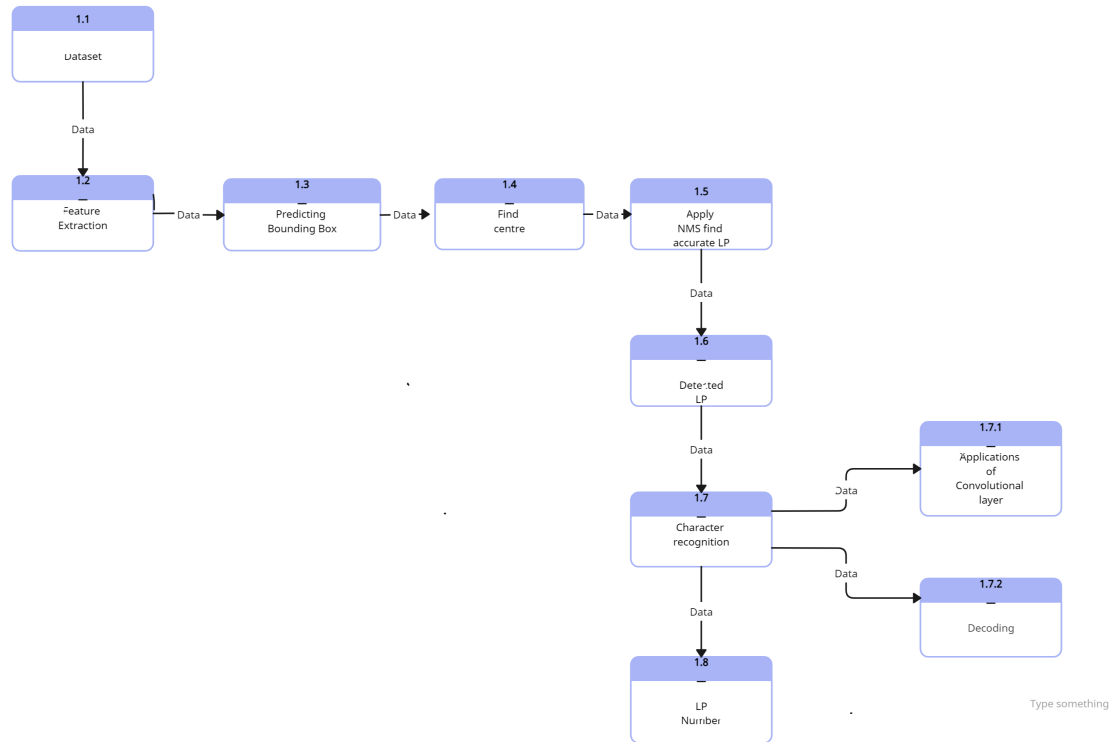 1.1
Dataset
Data
1.2
Feature
Extraction
Data
1.3
Predicting
Bounding Box
Data
1.4
Find
centre
Data
1.5
Apply
NMS find
accurate LP
Data
1.6
Detected
LP
Data
1.7
Character
recognition
Data
1.7.1
Applications
of
Convolutional
layer
Data
1.7.2
Decoding
Data
1.8
LP
Number
Type something